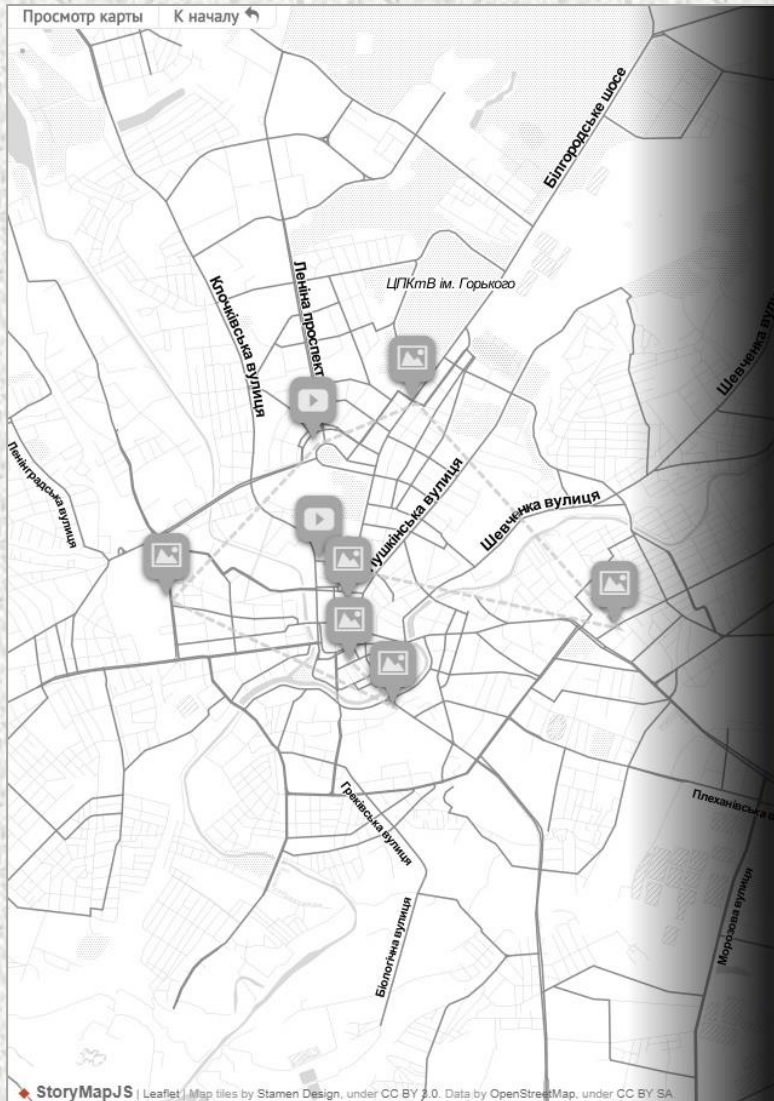 Просмотр карты
К началу
Білгородське шосе
ЦПКтВ ім. Горького
Леніна проспект
Клочківська вулиця
Шевченка вулиця
Пушкінська вулиця
Шевченка вулиця
Ленінградська вулиця
Плеханівська в
Греківська вулиця
Морозова вулиця
Біологічна вулиця
StoryMapJS | Leaflet | Map tiles by Stamen Design, under CC BY 3.0. Data by OpenStreetMap, under CC BY SA